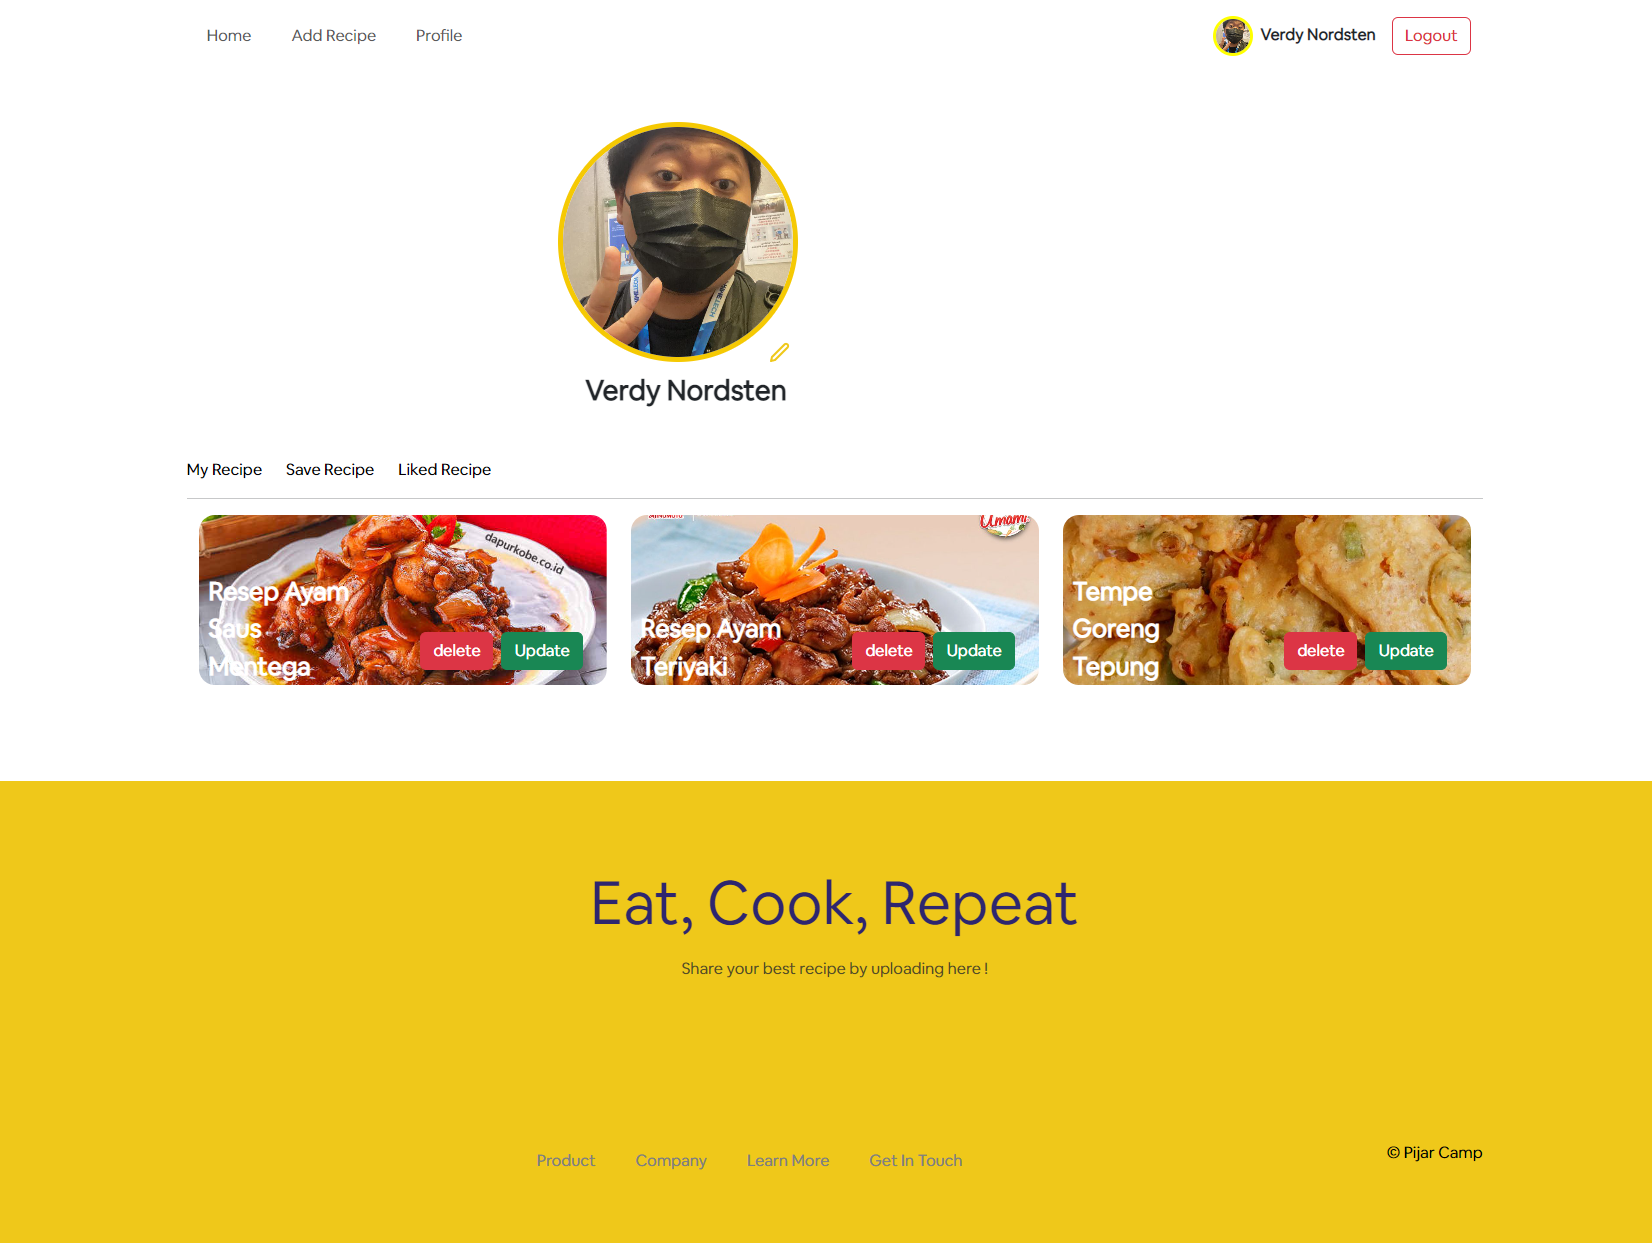 Home Add Recipe Profile Verdy Nordsten Logout
Verdy Nordsten
My Recipe Save Recipe Liked Recipe
dapurkobe.co.id
Resep Ayam
Saus
Mentega
delete Update
Umami
Resep Ayam
Teriyaki
delete Update
Tempe
Goreng
Tepung
delete Update
Eat, Cook, Repeat
Share your best recipe by uploading here !
Product Company Learn More Get In Touch
© Pijar Camp